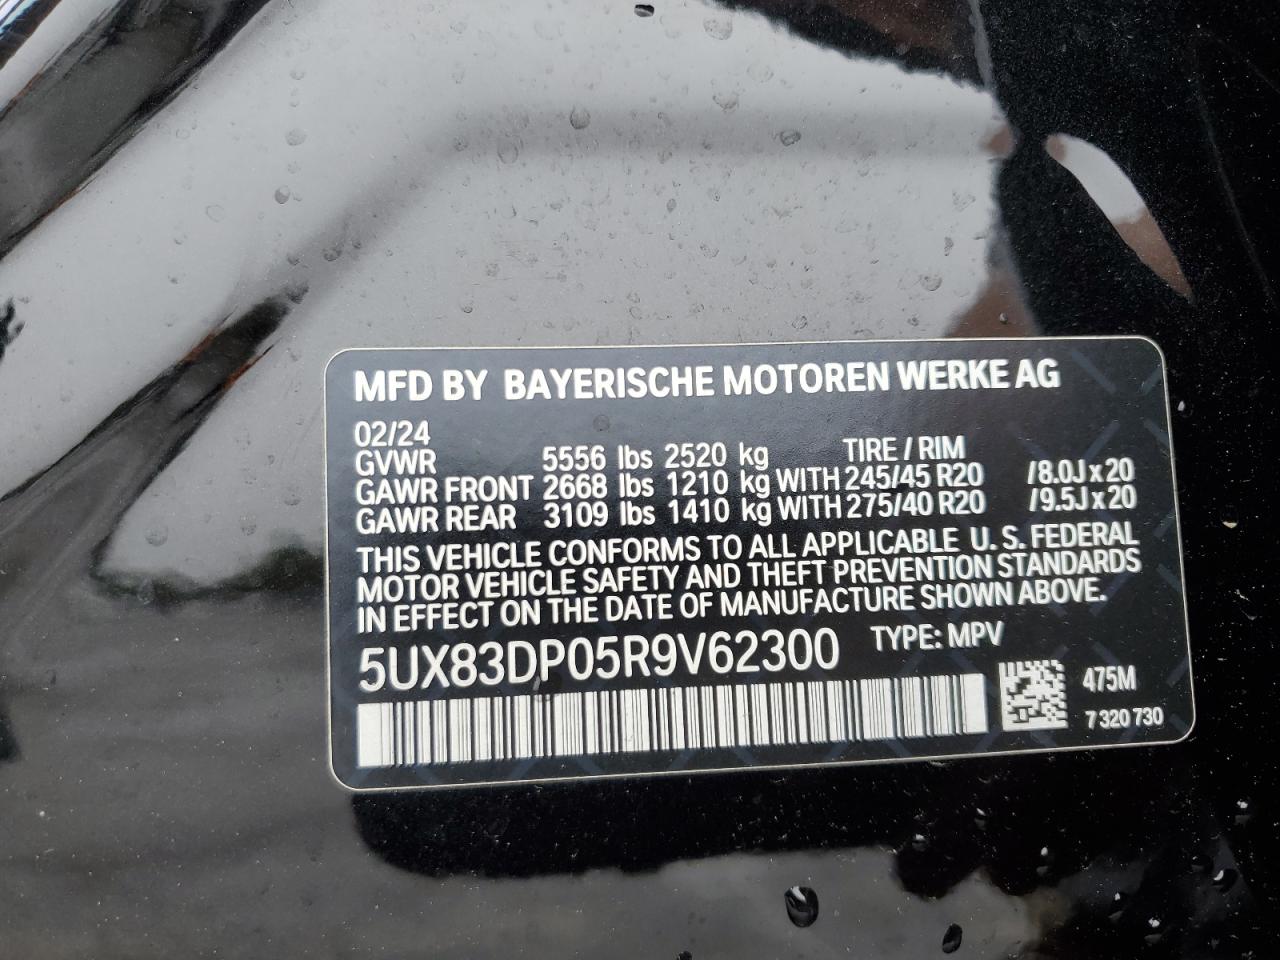 MFD BY BAYERISCHE MOTOREN WERKE AG
02/24
GVWR 5556 lbs 2520 kg TIRE / RIM
GAWR FRONT 2668 lbs 1210 kg WITH 245/45 R20 /8.0J x 20
GAWR REAR 3109 lbs 1410 kg WITH 275/40 R20 /9.5J x 20
THIS VEHICLE CONFORMS TO ALL APPLICABLE U. S. FEDERAL
MOTOR VEHICLE SAFETY AND THEFT PREVENTION STANDARDS
IN EFFECT ON THE DATE OF MANUFACTURE SHOWN ABOVE.
5UX83DP05R9V62300 TYPE: MPV
475M
7 320 730